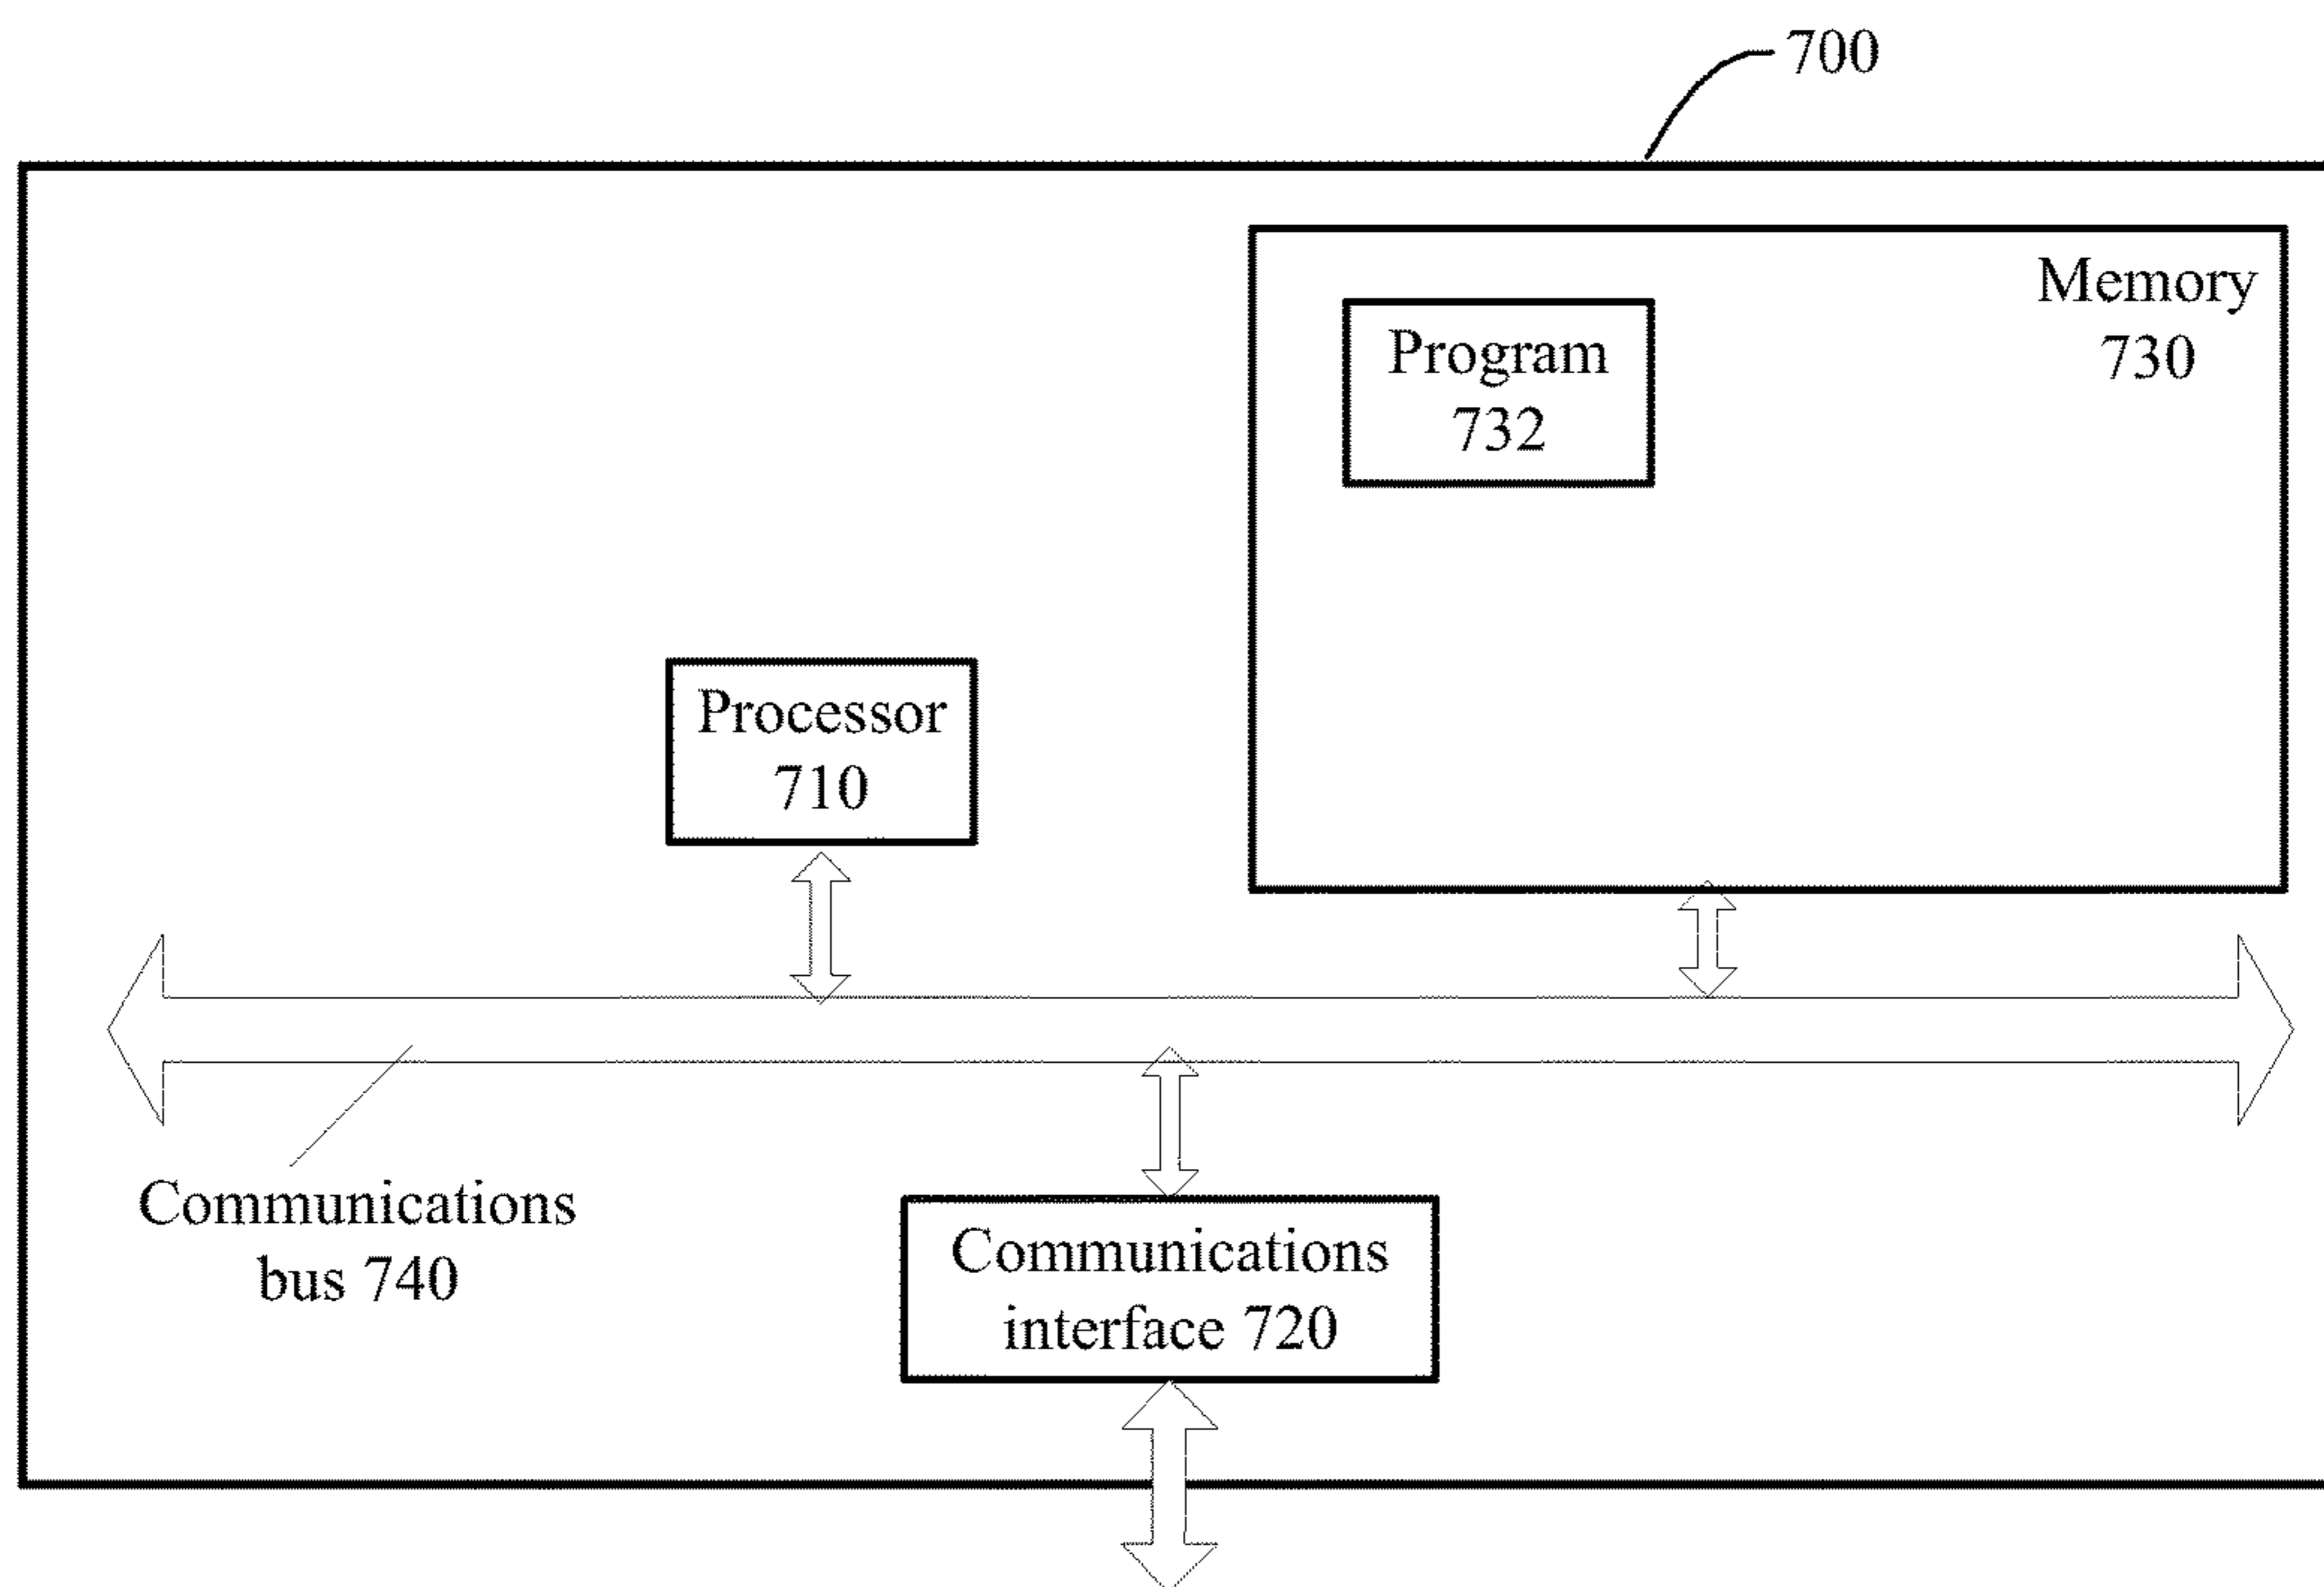 700
Memory
730
Program
732
Processor
710
Communications
bus 740
Communications
interface 720